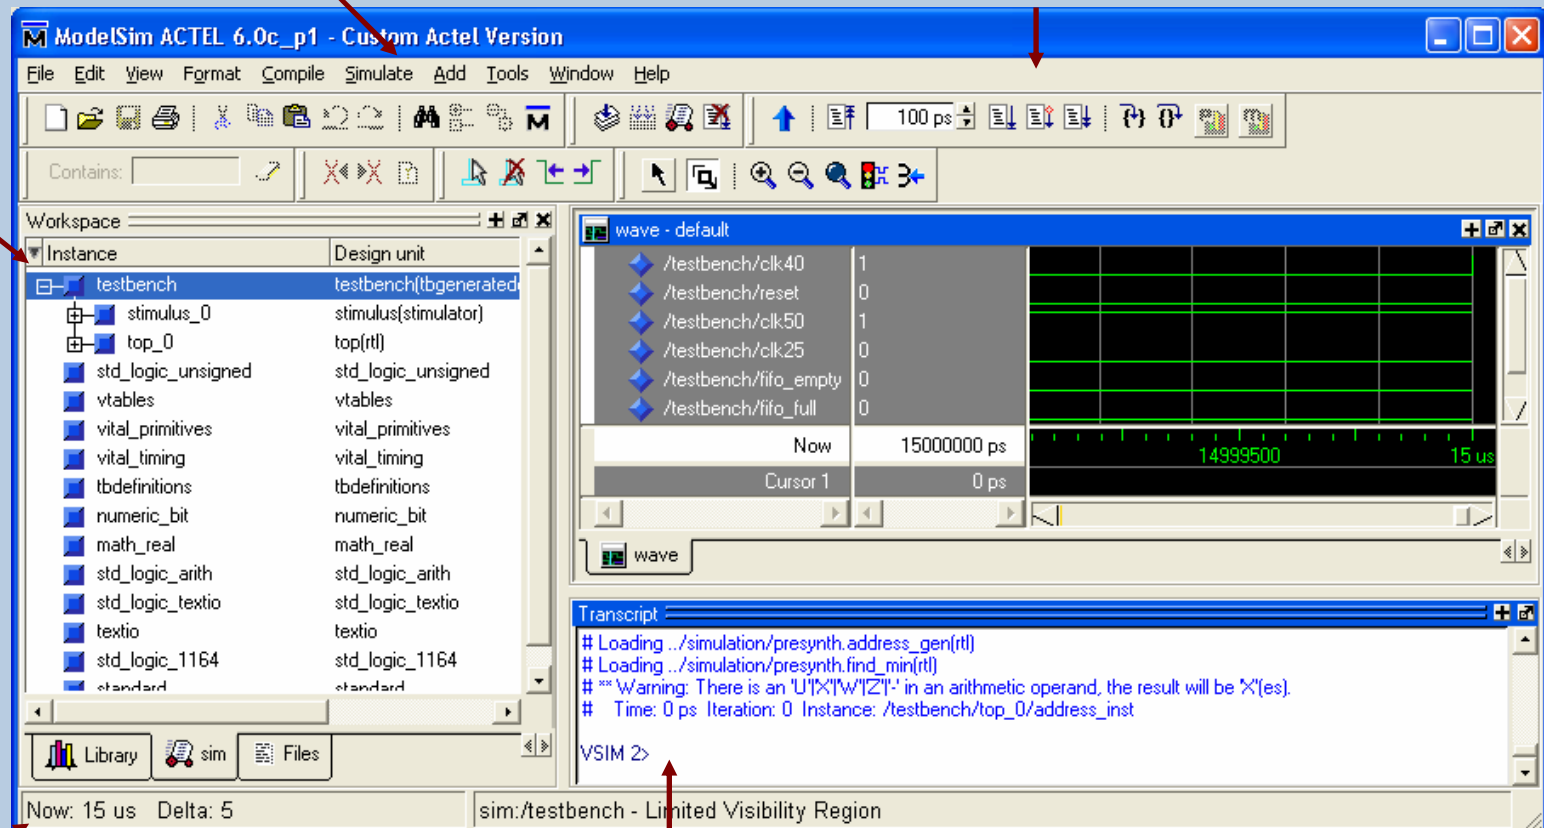 ModelSim ACTEL 6.0c_p1 - Custom Actel Version
File Edit View Format Compile Simulate Add Tools Window Help
100 ps
Contains:
Workspace
Instance Design unit
testbench testbench(tbgenerated
stimulus_0 stimulus(stimulator)
top_0 top(rtl)
std_logic_unsigned std_logic_unsigned
vtables vtables
vital_primitives vital_primitives
vital_timing vital_timing
tbdefinitions tbdefinitions
numeric_bit numeric_bit
math_real math_real
std_logic_arith std_logic_arith
std_logic_textio std_logic_textio
textio textio
std_logic_1164 std_logic_1164
standard standard
Library sim Files
wave - default
/testbench/clk40 1
/testbench/reset 0
/testbench/clk50 1
/testbench/clk25 0
/testbench/fifo_empty 0
/testbench/fifo_full 0
Now 15000000 ps 14999500 15 us
Cursor 1 0 ps
wave
Transcript
# Loading ../simulation/presynth.address_gen(rtl)
# Loading ../simulation/presynth.find_min(rtl)
# ** Warning: There is an 'U'|'X'|'W'|'Z'|'-' in an arithmetic operand, the result will be 'X'(es).
# Time: 0 ps Iteration: 0 Instance: /testbench/top_0/address_inst
VSIM 2>
Now: 15 us Delta: 5 sim:/testbench - Limited Visibility Region